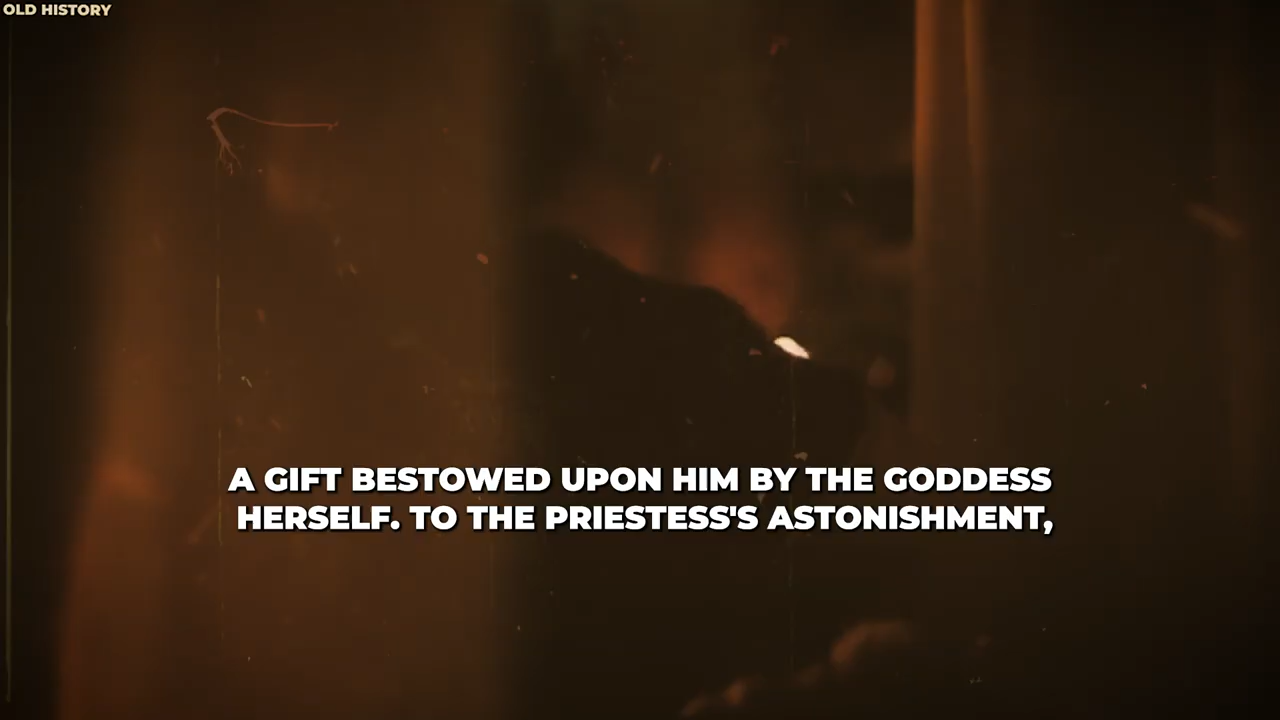 OLD HISTORY
A GIFT BESTOWED UPON HIM BY THE GODDESS
HERSELF. TO THE PRIESTESS'S ASTONISHMENT,